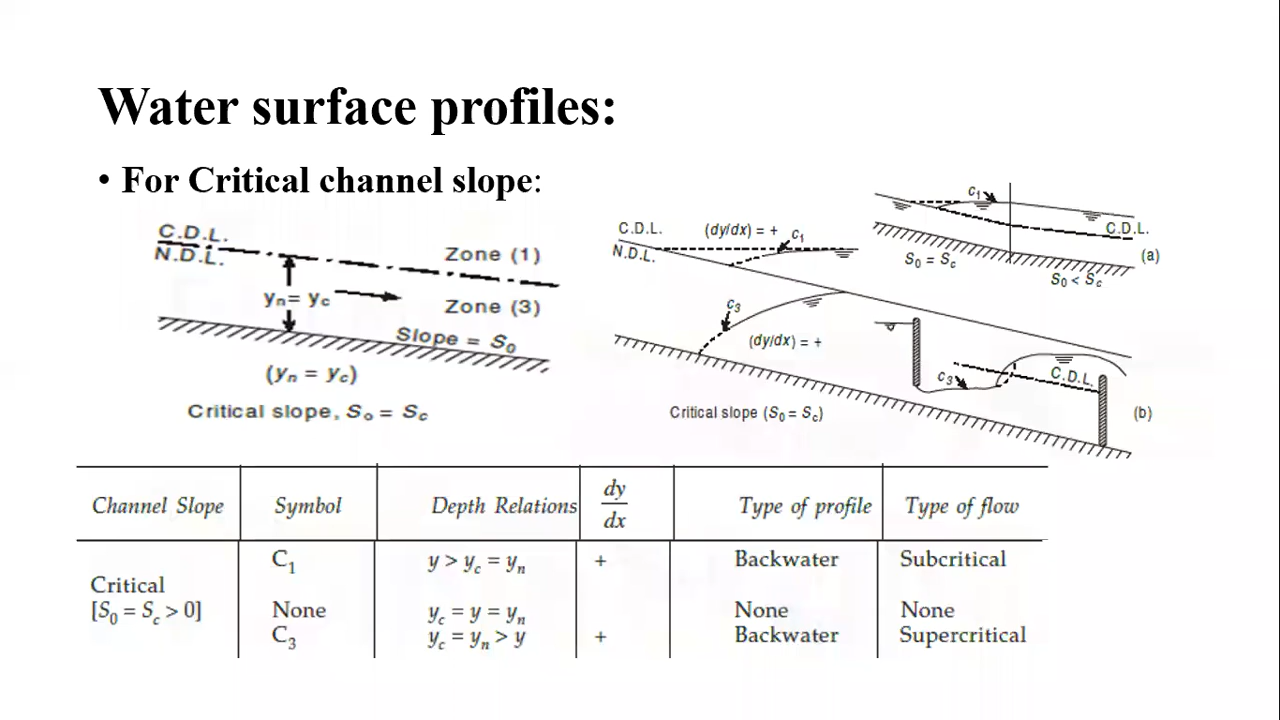 Water surface profiles:
• For Critical channel slope:
C.D.L.
N.D.L.
Zone (1)
yn = yc
Zone (3)
Slope = So
(yn = yc)
Critical slope, So = Sc
C.D.L.
N.D.L.
(dy/dx) = +
C1
C3
(dy/dx) = +
Critical slope (S0 = Sc)
C1
C.D.L.
S0 = Sc
S0 < Sc
(a)
C3
C.D.L.
(b)
Channel Slope Symbol Depth Relations dy/dx Type of profile Type of flow
C1 y > yc = yn + Backwater Subcritical
Critical
[S0 = Sc > 0] None yc = y = yn None None
C3 yc = yn > y + Backwater Supercritical